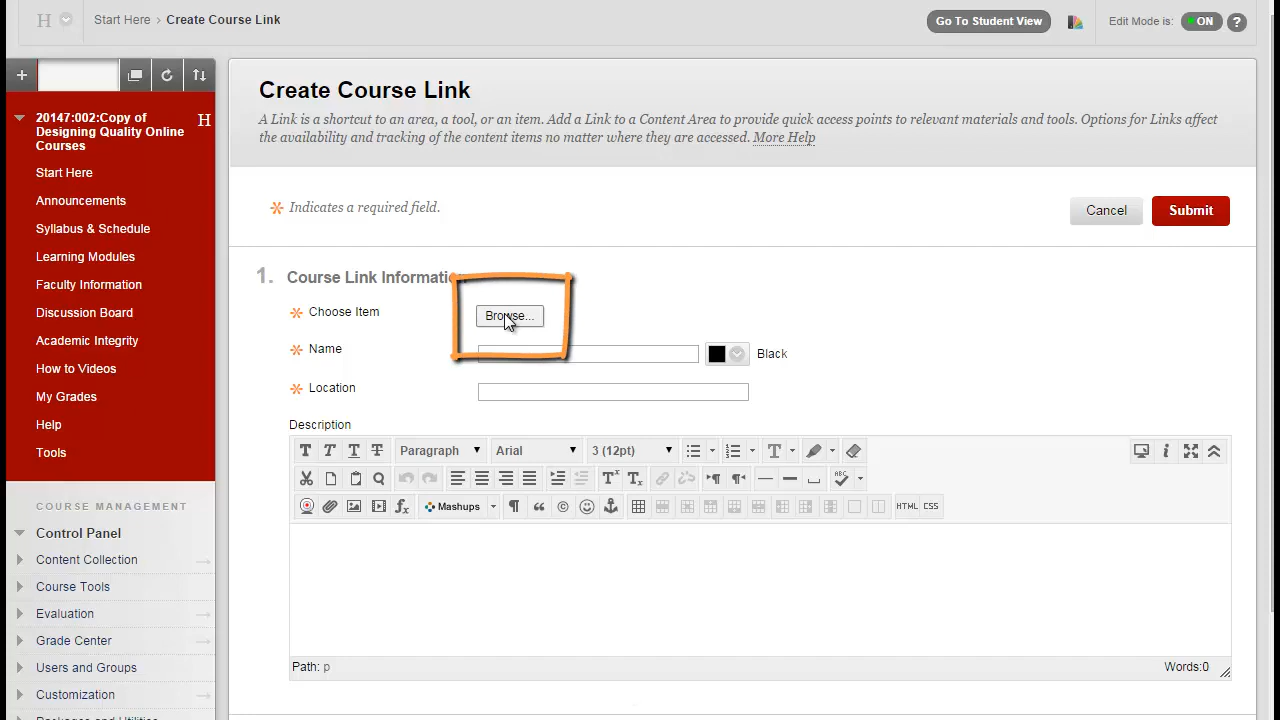 H
Start Here › Create Course Link
Go To Student View
Edit Mode is:
ON
?
20147:002:Copy of
Designing Quality Online
Courses
H
Start Here
Announcements
Syllabus & Schedule
Learning Modules
Faculty Information
Discussion Board
Academic Integrity
How to Videos
My Grades
Help
Tools
COURSE MANAGEMENT
Control Panel
Content Collection
Course Tools
Evaluation
Grade Center
Users and Groups
Customization
Packages and Utilities
Create Course Link
A Link is a shortcut to an area, a tool, or an item. Add a Link to a Content Area to provide quick access points to relevant materials and tools. Options for Links affect
the availability and tracking of the content items no matter where they are accessed. More Help
Indicates a required field.
Cancel
Submit
1. Course Link Information
Choose Item
Browse...
Name
Black
Location
Description
T T T T Paragraph Arial 3 (12pt) T
ABC
Mashups
HTML CSS
Path: p
Words:0